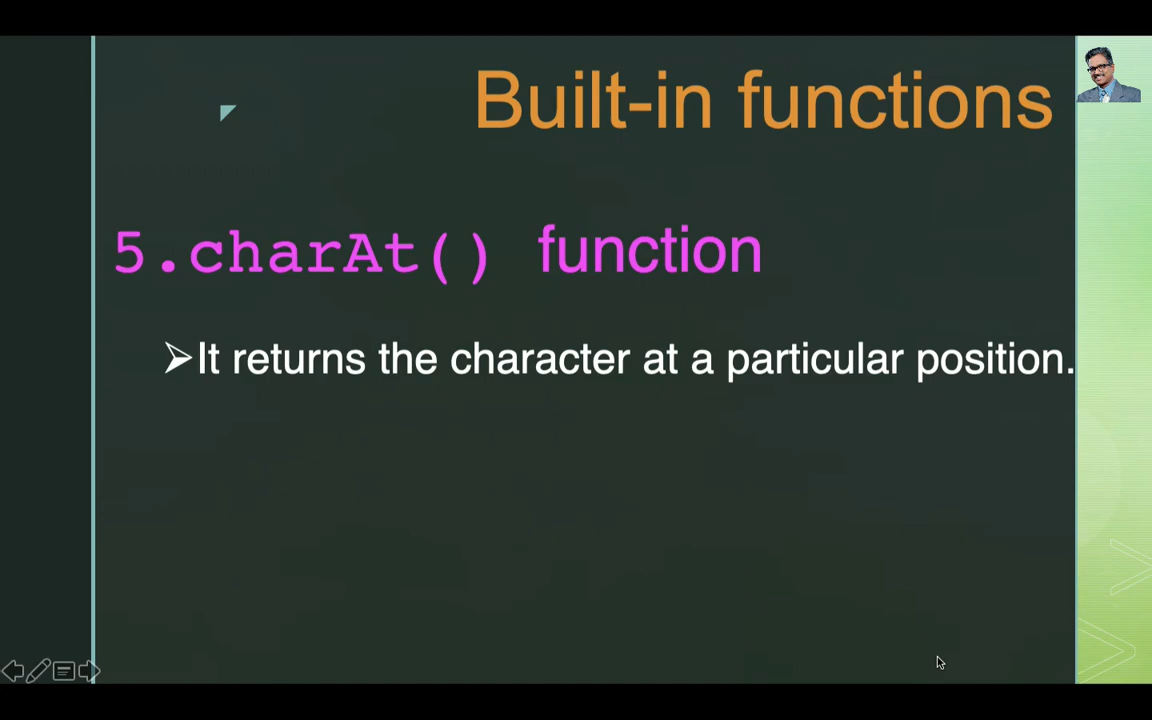 Built-in functions
5.charAt() function
➢It returns the character at a particular position.